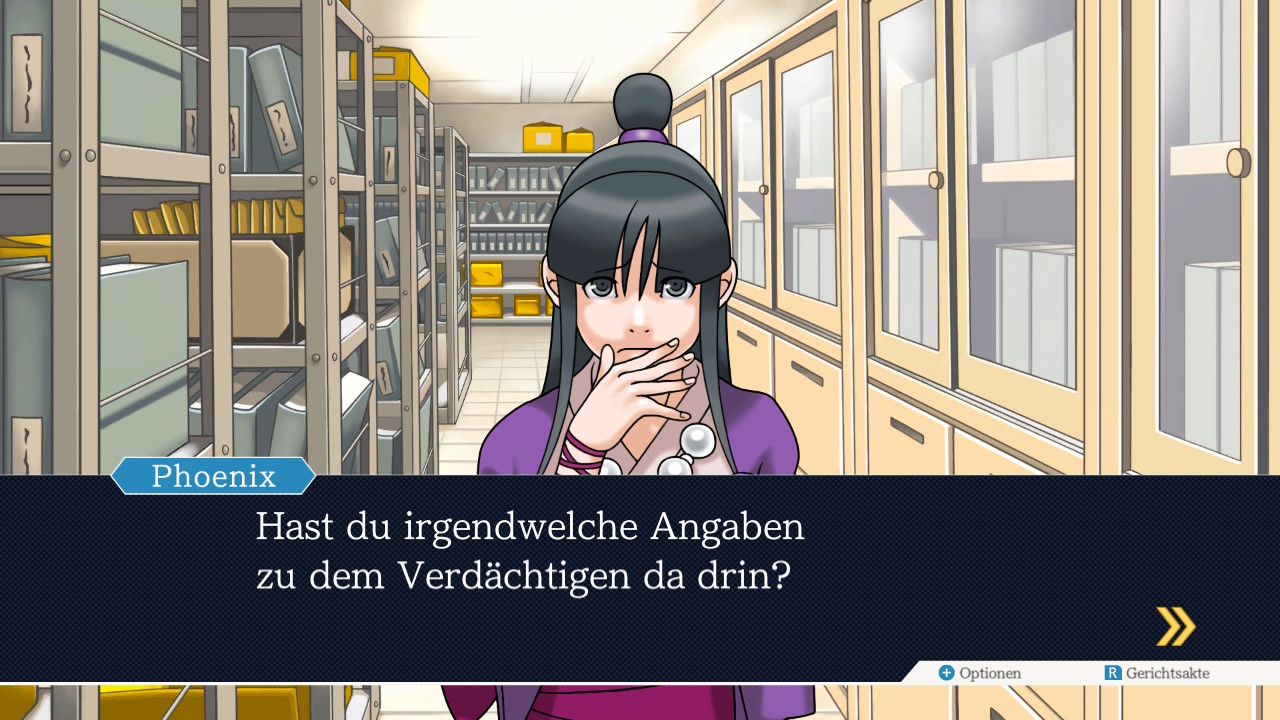 Phoenix
Hast du irgendwelche Angaben
zu dem Verdächtigen da drin?
+ Optionen
R Gerichtsakte